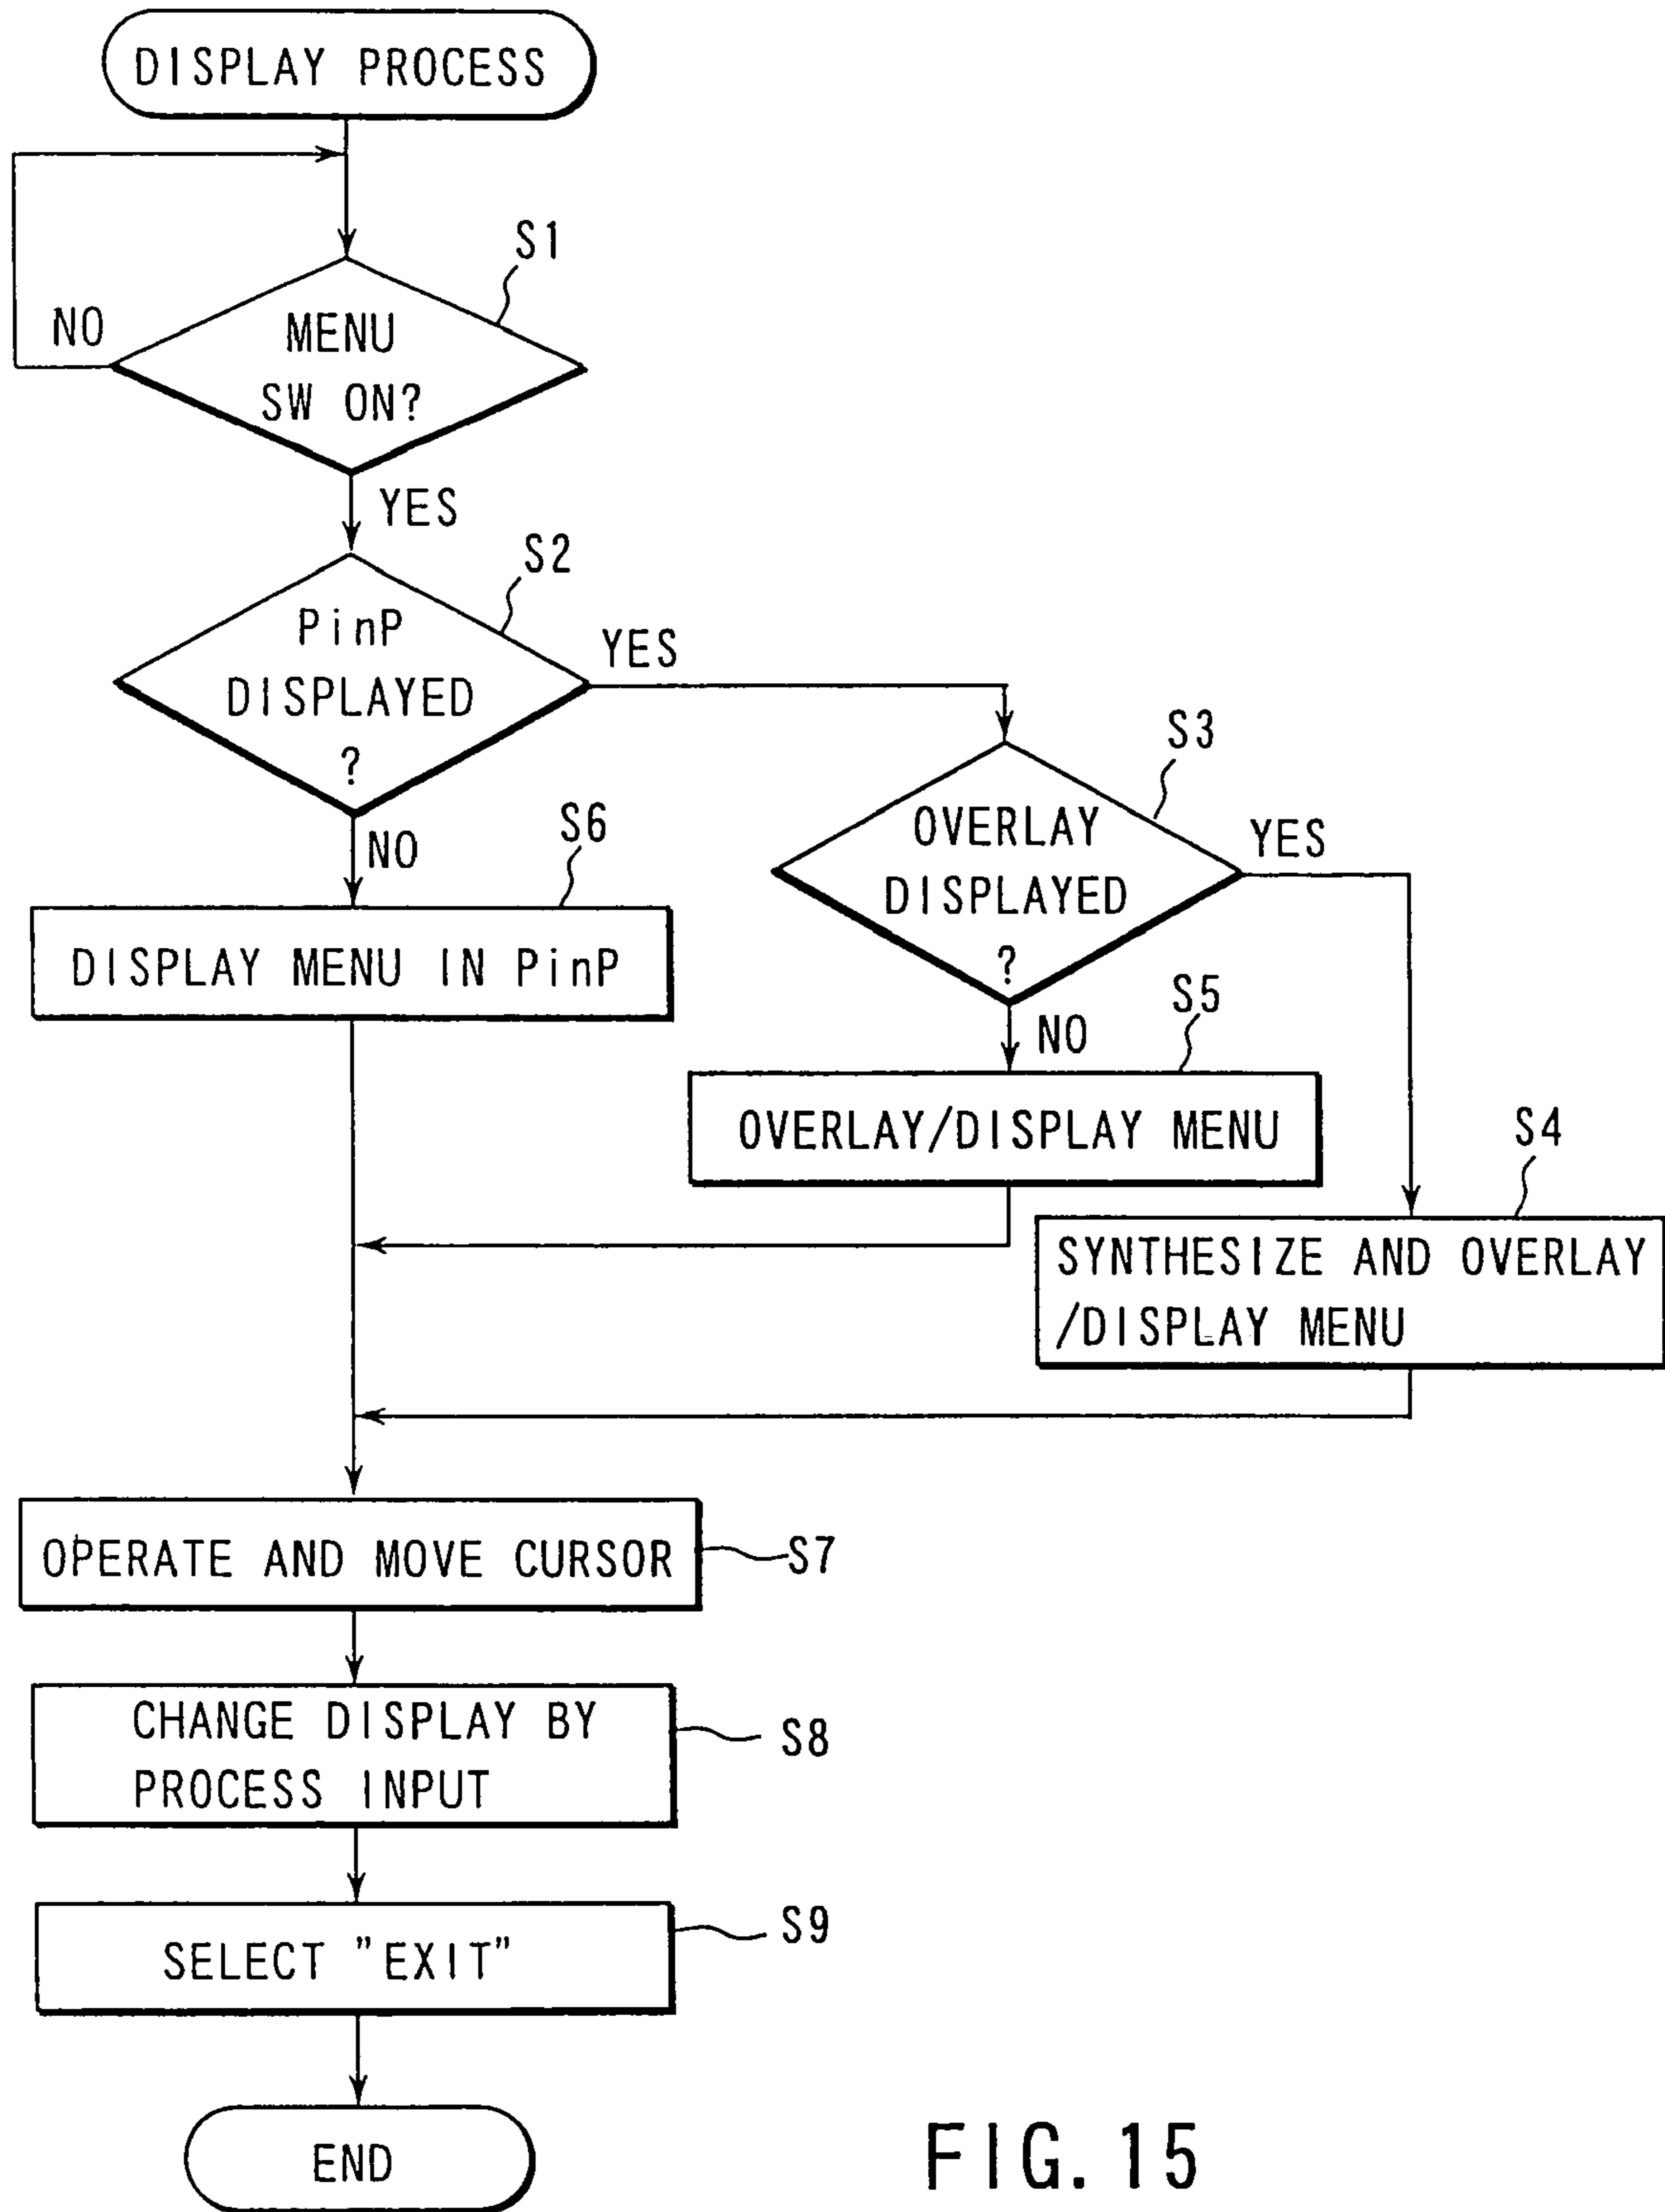 DISPLAY PROCESS
S1
NO
MENU
SW ON?
YES
S2
PinP
DISPLAYED
?
YES
S3
OVERLAY
DISPLAYED
?
YES
NO
S6
DISPLAY MENU IN PinP
S5
NO
OVERLAY/DISPLAY MENU
S4
SYNTHESIZE AND OVERLAY
/DISPLAY MENU
OPERATE AND MOVE CURSOR
S7
CHANGE DISPLAY BY
PROCESS INPUT
S8
SELECT "EXIT"
S9
END
FIG. 15